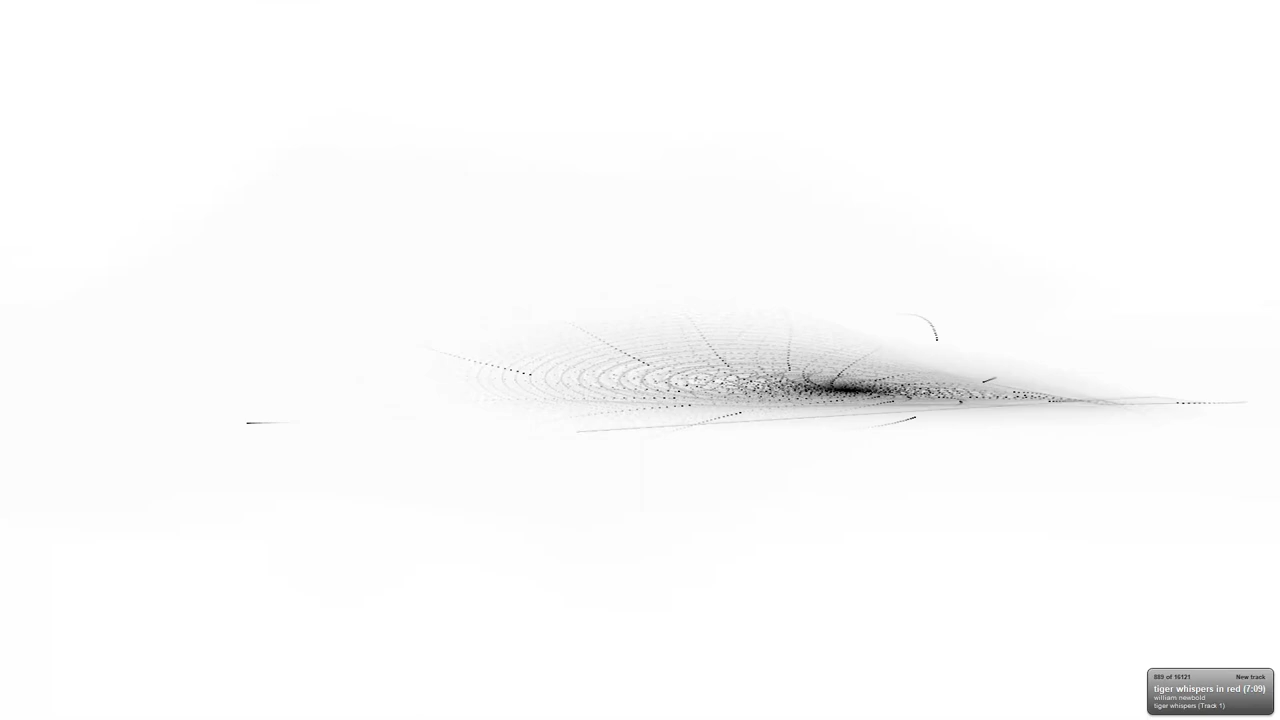 889 of 16121 New track
tiger whispers in red (7:09)
william newbold
tiger whispers (Track 1)